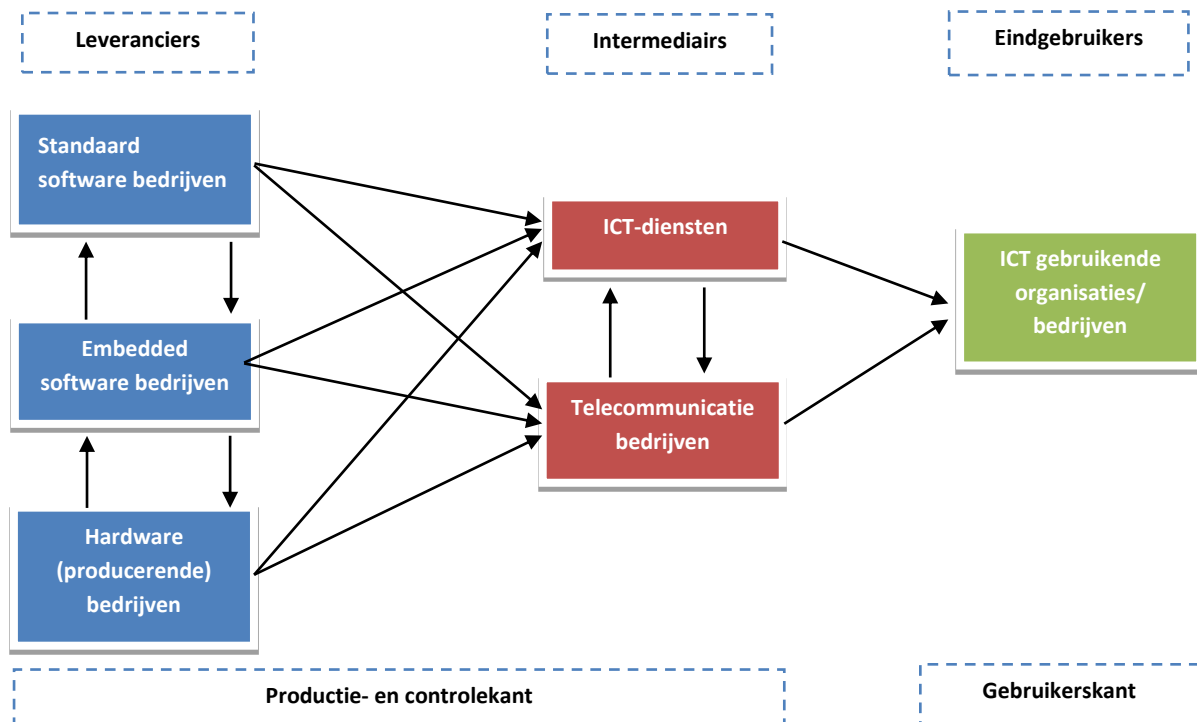 Leveranciers
Intermediairs
Eindgebruikers
Standaard
software bedrijven
ICT-diensten
ICT gebruikende
organisaties/
bedrijven
Embedded
software bedrijven
Telecommunicatie
bedrijven
Hardware
(producerende)
bedrijven
Productie- en controlekant
Gebruikerskant